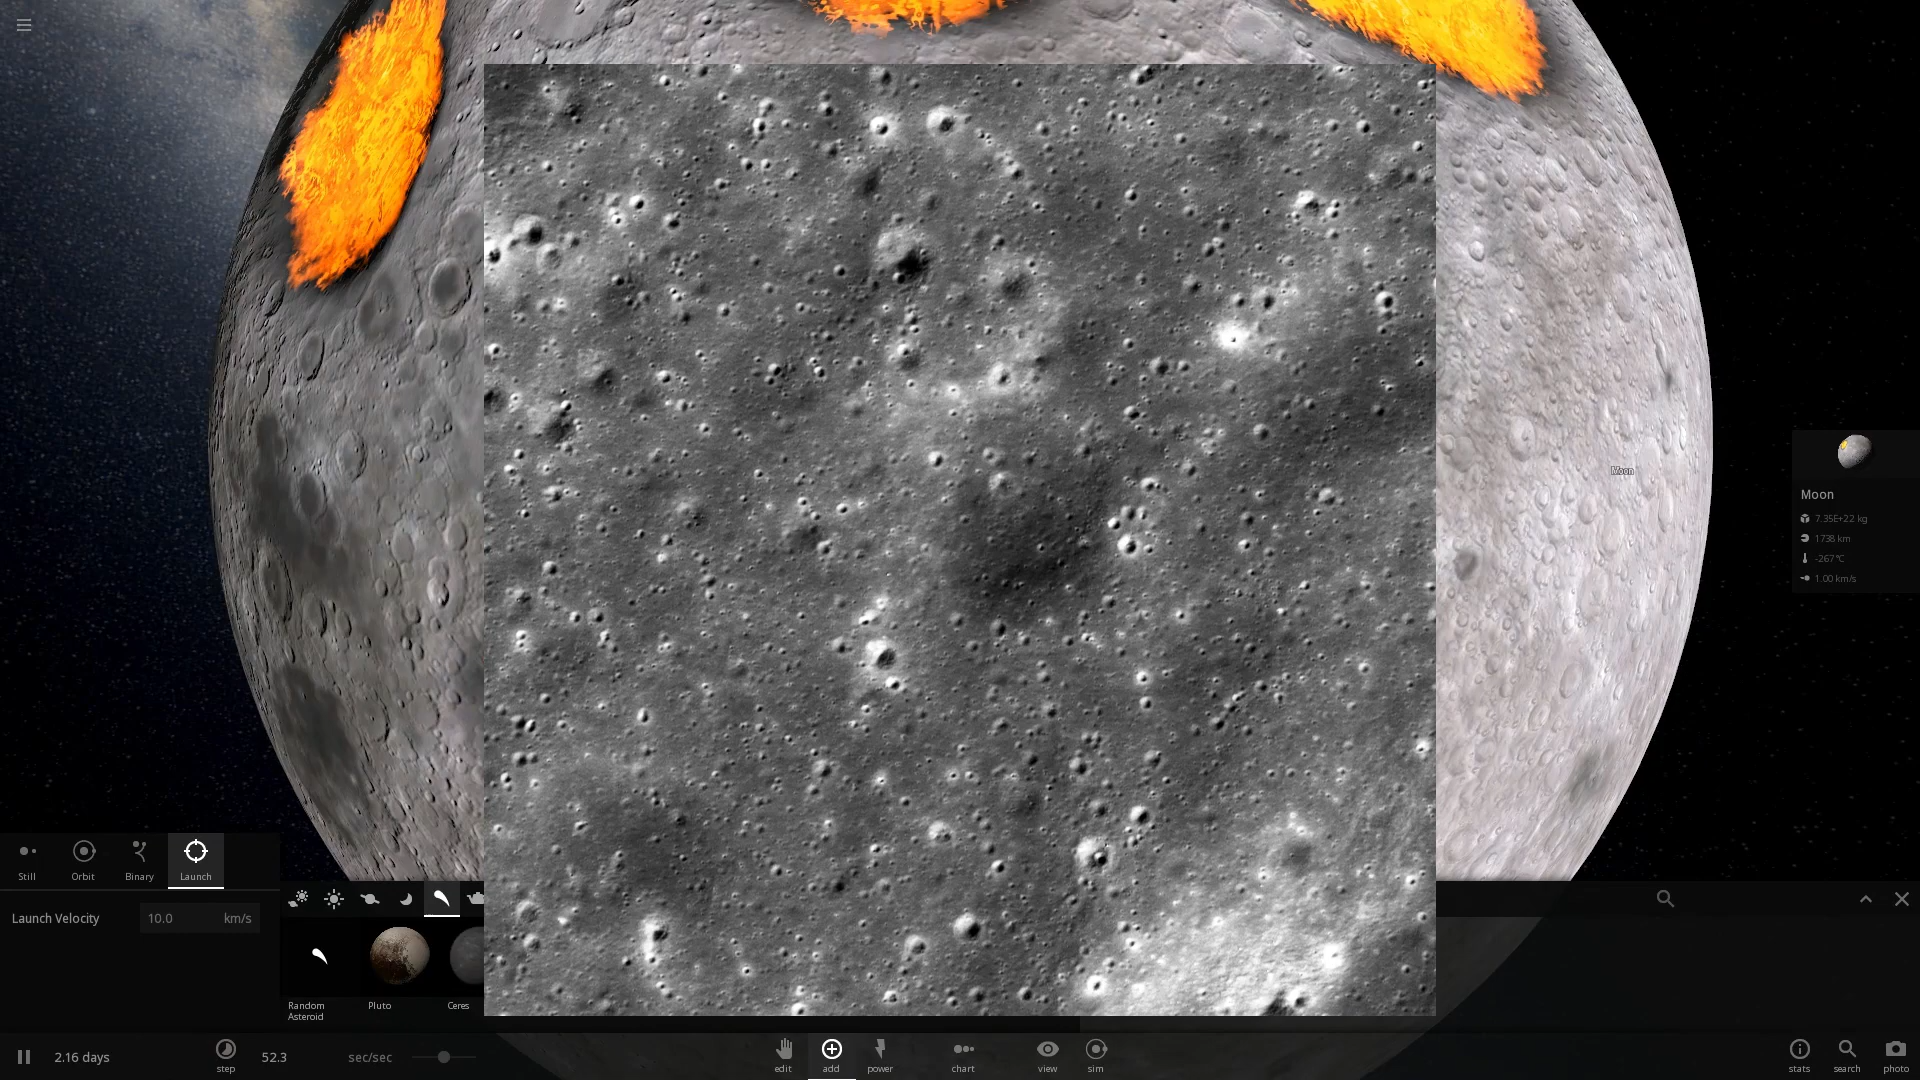 Moon
Moon
7.35E+22 kg
1738 km
-267 °C
1.00 km/s
Still
Orbit
Binary
Launch
Launch Velocity
10.0 km/s
Random
Asteroid
Pluto
Ceres
2.16 days
step
52.3 sec/sec
edit
add
power
chart
view
sim
stats
search
photo